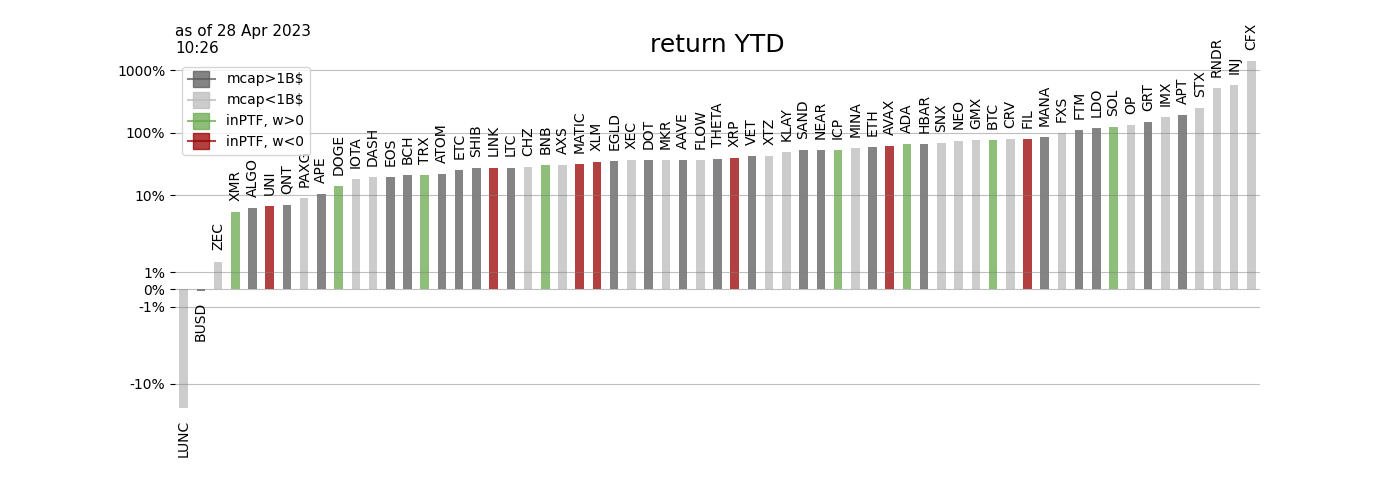 as of 28 Apr 2023
10:26
return YTD
mcap>1B$
mcap<1B$
inPTF, w>0
inPTF, w<0
1000%
100%
10%
1%
0%
-1%
-10%
LUNC
BUSD
ZEC
XMR
ALGO
UNI
QNT
PAXG
APE
DOGE
IOTA
DASH
EOS
BCH
TRX
ATOM
ETC
SHIB
LINK
LTC
CHZ
BNB
AXS
MATIC
XLM
EGLD
XEC
DOT
MKR
AAVE
FLOW
THETA
XRP
VET
XTZ
KLAY
SAND
NEAR
ICP
MINA
ETH
AVAX
ADA
HBAR
SNX
NEO
GMX
BTC
CRV
FIL
MANA
FXS
FTM
LDO
SOL
OP
GRT
IMX
APT
STX
RNDR
INJ
CFX